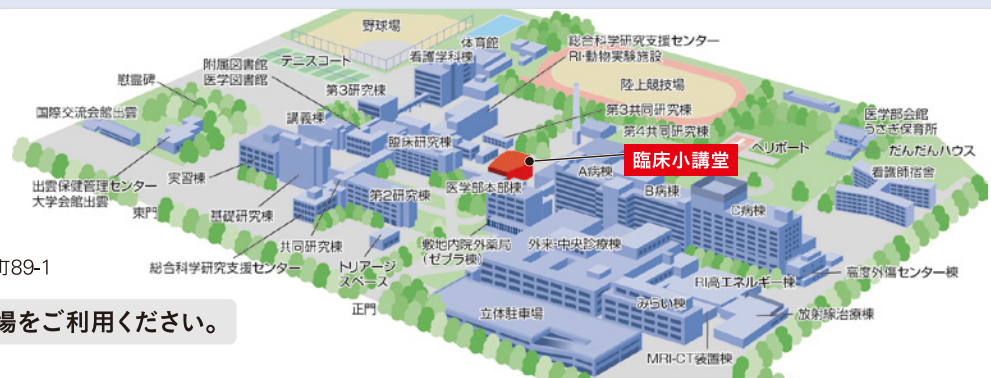 野球場
体育館
総合科学研究支援センター
RI・動物実験施設
看護学科棟
附属図書館
医学図書館
テニスコート
慰霊碑
第3研究棟
陸上競技場
国際交流会館出雲
講義棟
第3共同研究棟
医学部会館
うさぎ保育所
臨床研究棟
第4共同研究棟
ヘリポート
だんだんハウス
臨床小講堂
実習棟
A病棟
看護師宿舎
出雲保健管理センター
大学会館出雲
医学部本部棟
B病棟
第2研究棟
C病棟
東門
基礎研究棟
共同研究棟
敷地内院外薬局
(ゼブラ棟)
外来・中央診療棟
町89-1
総合科学研究支援センター
トリアージ
スペース
高度外傷センター棟
RI高エネルギー棟
正門
みらい棟
立体駐車場
放射線治療棟
場をご利用ください。
MRI-CT装置棟